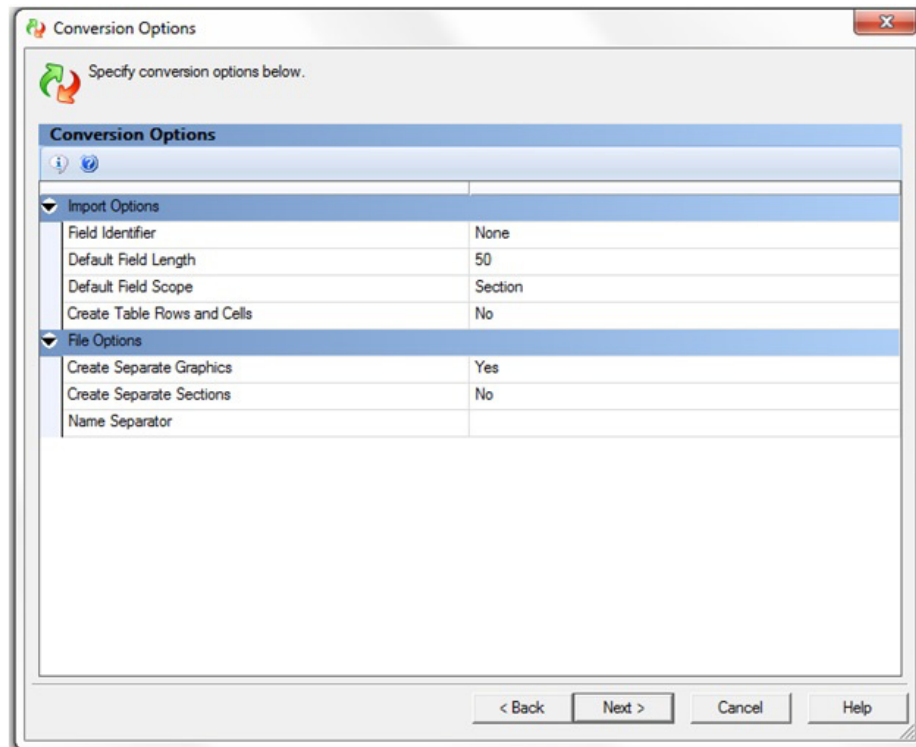 Conversion Options
Specify conversion options below.
Conversion Options
Import Options
Field Identifier None
Default Field Length 50
Default Field Scope Section
Create Table Rows and Cells No
File Options
Create Separate Graphics Yes
Create Separate Sections No
Name Separator
< Back Next > Cancel Help